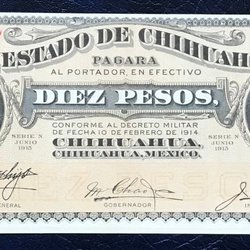 ESTADO DE CHIHUAH
PAGARA
AL PORTADOR, EN EFECTIVO
DIEZ PESOS,
CONFORME AL DECRETO MILITAR
DE FECHA 10 DE FEBRERO DE 1914
SERIE N
JUNIO
1915
SERIE N
JUNIO
1915
CHIHUAHUA,
CHIHUAHUA, MEXICO.
GENERAL
GOBERNADOR
IN